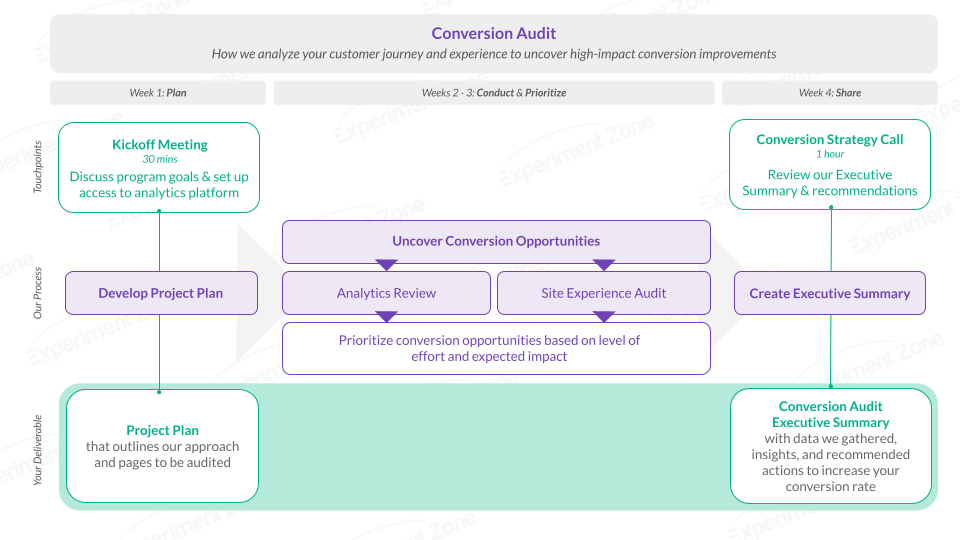 Conversion Audit
How we analyze your customer journey and experience to uncover high-impact conversion improvements
Week 1: Plan
Weeks 2 - 3: Conduct & Prioritize
Week 4: Share
Touchpoints
Kickoff Meeting
30 mins
Discuss program goals & set up
access to analytics platform
Conversion Strategy Call
1 hour
Review our Executive
Summary & recommendations
Our Process
Develop Project Plan
Uncover Conversion Opportunities
Analytics Review
Site Experience Audit
Prioritize conversion opportunities based on level of
effort and expected impact
Create Executive Summary
Your Deliverable
Project Plan
that outlines our approach
and pages to be audited
Conversion Audit
Executive Summary
with data we gathered,
insights, and recommended
actions to increase your
conversion rate
Experiment Zone